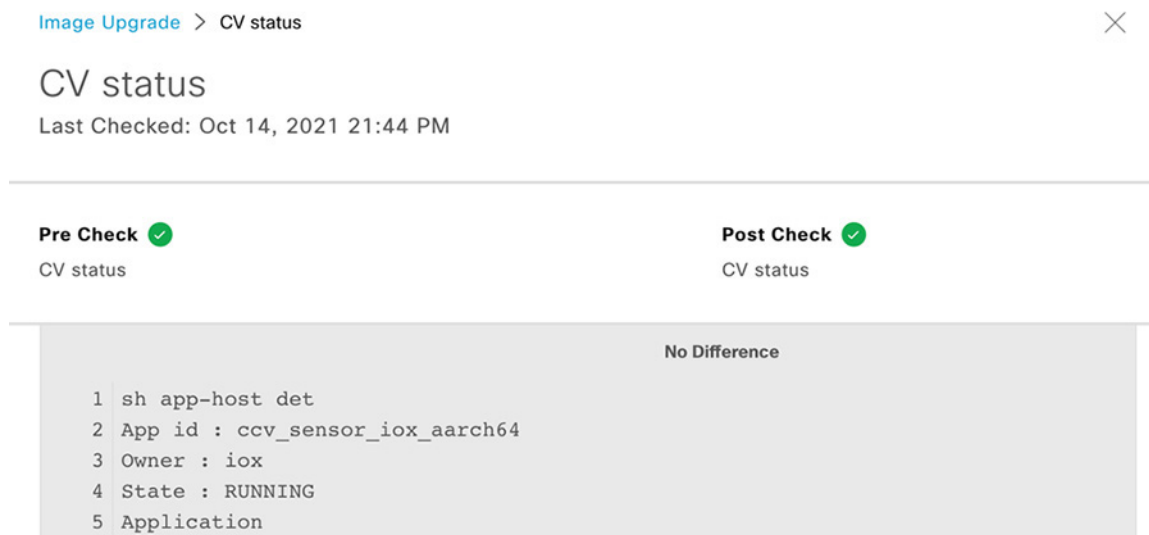 Image Upgrade > CV status
CV status
Last Checked: Oct 14, 2021 21:44 PM
Pre Check
CV status
Post Check
CV status
No Difference
1 sh app-host det
2 App id : ccv_sensor_iox_aarch64
3 Owner : iox
4 State : RUNNING
5 Application